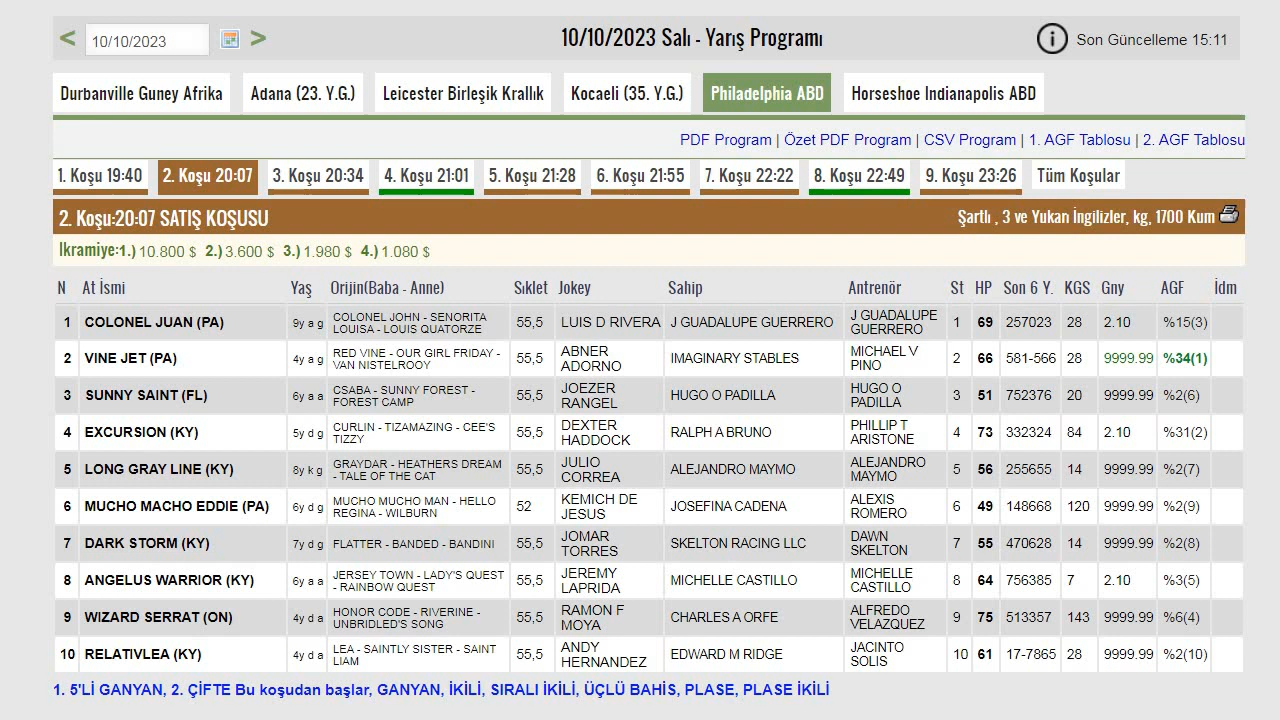 <
10/10/2023
>
10/10/2023 Salı - Yarış Programı
Son Güncelleme 15:11
Durbanville Guney Afrika
Adana (23. Y.G.)
Leicester Birleşik Krallık
Kocaeli (35. Y.G.)
Philadelphia ABD
Horseshoe Indianapolis ABD
PDF Program | Özet PDF Program | CSV Program | 1. AGF Tablosu | 2. AGF Tablosu
1. Koşu 19:40
2. Koşu 20:07
3. Koşu 20:34
4. Koşu 21:01
5. Koşu 21:28
6. Koşu 21:55
7. Koşu 22:22
8. Koşu 22:49
9. Koşu 23:26
Tüm Koşular
2. Koşu:20:07 SATIŞ KOŞUSU
Şartlı , 3 ve Yukarı İngilizler, kg, 1700 Kum
İkramiye:1.) 10.800 $ 2.) 3.600 $ 3.) 1.980 $ 4.) 1.080 $
N At İsmi Yaş Orijin(Baba - Anne) Sıklet Jokey Sahip Antrenör St HP Son 6 Y. KGS Gny AGF İdm
1 COLONEL JUAN (PA) 9y a g COLONEL JOHN - SENORITA LOUISA - LOUIS QUATORZE 55,5 LUIS D RIVERA J GUADALUPE GUERRERO J GUADALUPE GUERRERO 1 69 257023 28 2.10 %15(3)
2 VINE JET (PA) 4y a g RED VINE - OUR GIRL FRIDAY - VAN NISTELROOY 55,5 ABNER ADORNO IMAGINARY STABLES MICHAEL V PINO 2 66 581-566 28 9999.99 %34(1)
3 SUNNY SAINT (FL) 6y a a CSABA - SUNNY FOREST - FOREST CAMP 55,5 JOEZER RANGEL HUGO O PADILLA HUGO O PADILLA 3 51 752376 20 9999.99 %2(6)
4 EXCURSION (KY) 5y d g CURLIN - TIZAMAZING - CEE'S TIZZY 55,5 DEXTER HADDOCK RALPH A BRUNO PHILLIP T ARISTONE 4 73 332324 84 2.10 %31(2)
5 LONG GRAY LINE (KY) 8y k g GRAYDAR - HEATHERS DREAM - TALE OF THE CAT 55,5 JULIO CORREA ALEJANDRO MAYMO ALEJANDRO MAYMO 5 56 255655 14 9999.99 %2(7)
6 MUCHO MACHO EDDIE (PA) 6y d g MUCHO MUCHO MAN - HELLO REGINA - WILBURN 52 KEMICH DE JESUS JOSEFINA CADENA ALEXIS ROMERO 6 49 148668 120 9999.99 %2(9)
7 DARK STORM (KY) 7y d g FLATTER - BANDED - BANDINI 55,5 JOMAR TORRES SKELTON RACING LLC DAWN SKELTON 7 55 470628 14 9999.99 %2(8)
8 ANGELUS WARRIOR (KY) 6y a a JERSEY TOWN - LADY'S QUEST - RAINBOW QUEST 55,5 JEREMY LAPRIDA MICHELLE CASTILLO MICHELLE CASTILLO 8 64 756385 7 2.10 %3(5)
9 WIZARD SERRAT (ON) 4y d a HONOR CODE - RIVERINE - UNBRIDLED'S SONG 55,5 RAMON F MOYA CHARLES A ORFE ALFREDO VELAZQUEZ 9 75 513357 143 9999.99 %6(4)
10 RELATIVLEA (KY) 4y d a LEA - SAINTLY SISTER - SAINT LIAM 55,5 ANDY HERNANDEZ EDWARD M RIDGE JACINTO SOLIS 10 61 17-7865 28 9999.99 %2(10)
1. 5'Lİ GANYAN, 2. ÇİFTE Bu koşudan başlar, GANYAN, İKİLİ, SIRALI İKİLİ, ÜÇLÜ BAHİS, PLASE, PLASE İKİLİ